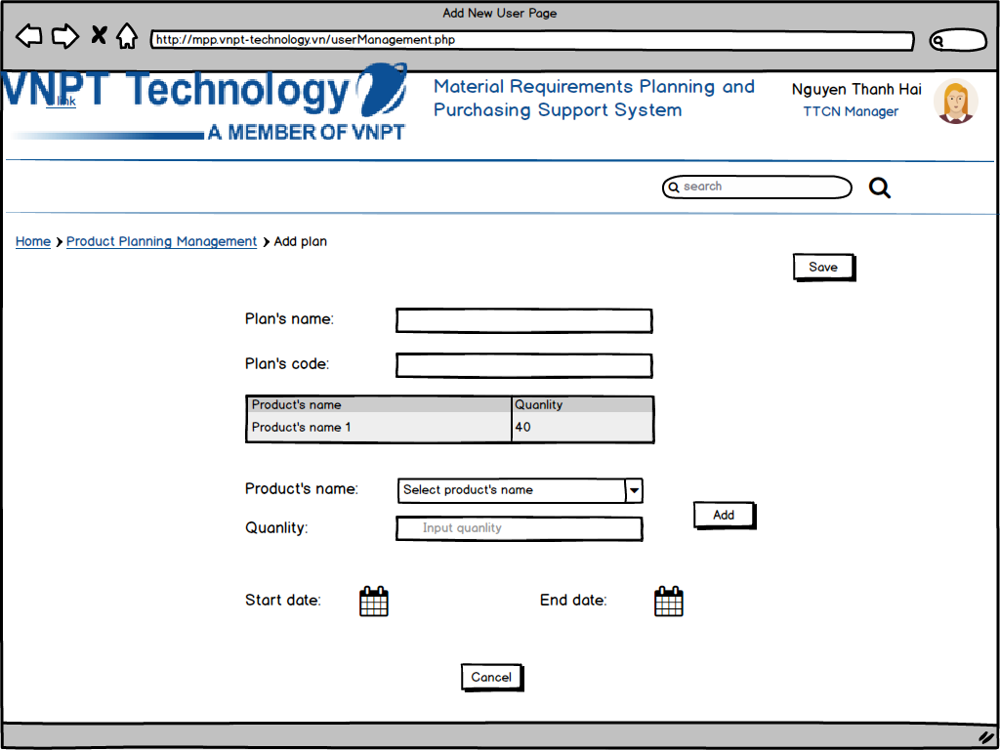 Add New User Page
http://mpp.vnpt-technology.vn/userManagement.php
VNPT Technology
link
A MEMBER OF VNPT
Material Requirements Planning and
Purchasing Support System
Nguyen Thanh Hai
TTCN Manager
search
Home > Product Planning Management > Add plan
Save
Plan's name:
Plan's code:
Product's name Quanlity
Product's name 1 40
Product's name: Select product's name
Add
Quanlity: Input quanlity
Start date: End date:
Cancel